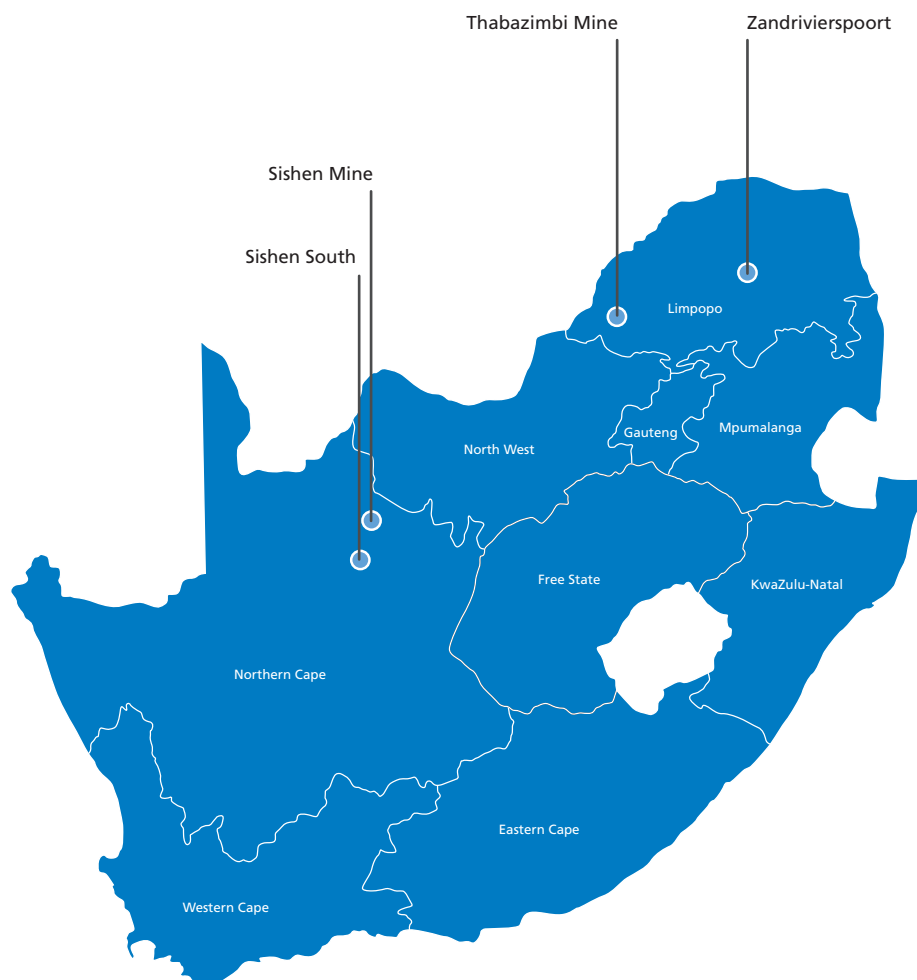 Thabazimbi Mine
Zandrivierspoort
Sishen Mine
Sishen South
Limpopo
North West
Gauteng
Mpumalanga
Free State
KwaZulu-Natal
Northern Cape
Eastern Cape
Western Cape